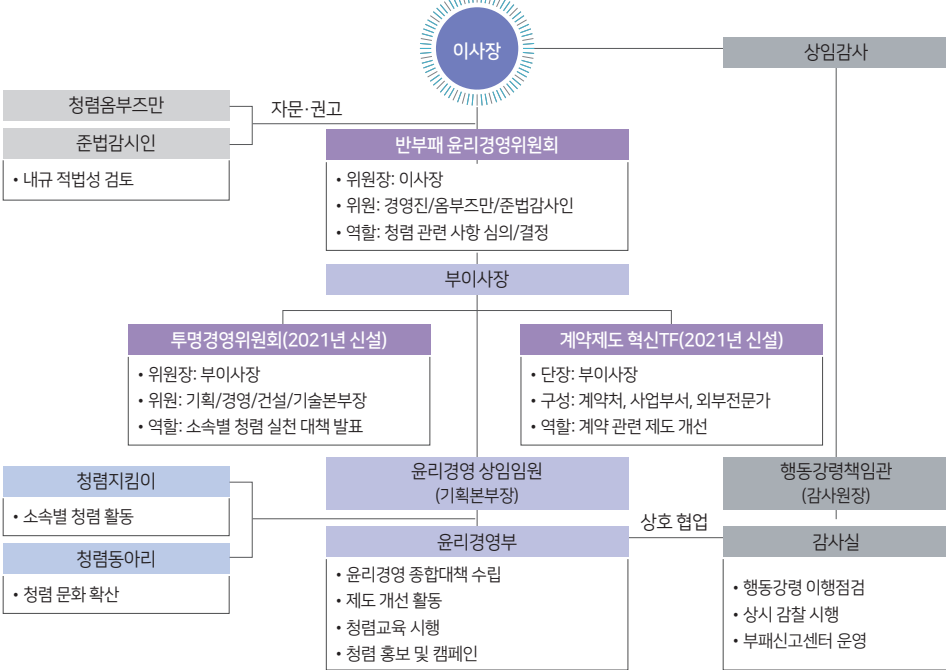 이사장
상임감사
청렴옴부즈만
자문·권고
준법감시인
• 내규 적법성 검토
반부패 윤리경영위원회
• 위원장: 이사장
• 위원: 경영진/옴부즈만/준법감사인
• 역할: 청렴 관련 사항 심의/결정
부이사장
투명경영위원회(2021년 신설)
• 위원장: 부이사장
• 위원: 기획/경영/건설/기술본부장
• 역할: 소속별 청렴 실천 대책 발표
계약제도 혁신TF(2021년 신설)
• 단장: 부이사장
• 구성: 계약처, 사업부서, 외부전문가
• 역할: 계약 관련 제도 개선
청렴지킴이
• 소속별 청렴 활동
청렴동아리
• 청렴 문화 확산
윤리경영 상임임원
(기획본부장)
윤리경영부
• 윤리경영 종합대책 수립
• 제도 개선 활동
• 청렴교육 시행
• 청렴 홍보 및 캠페인
상호 협업
행동강령책임관
(감사원장)
감사실
• 행동강령 이행점검
• 상시 감찰 시행
• 부패신고센터 운영